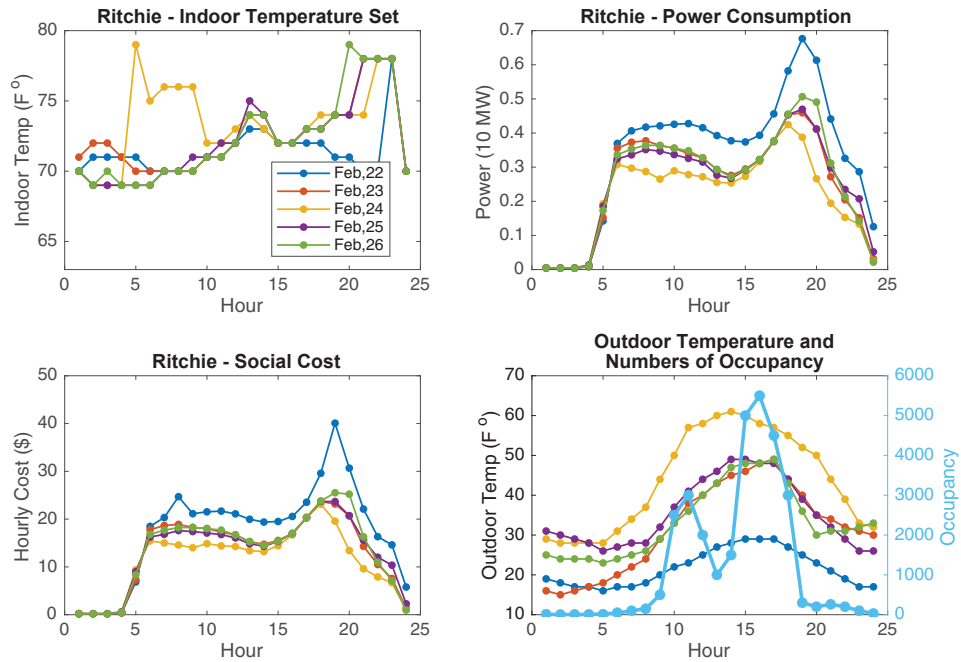 Ritchie - Indoor Temperature Set
80
75
70
65
Indoor Temp (F °)
0 5 10 15 20 25
Hour
Feb,22
Feb,23
Feb,24
Feb,25
Feb,26
Ritchie - Power Consumption
0.7
0.6
0.5
0.4
0.3
0.2
0.1
0
Power (10 MW)
0 5 10 15 20 25
Hour
Ritchie - Social Cost
50
40
30
20
10
0
Hourly Cost ($)
0 5 10 15 20 25
Hour
Outdoor Temperature and
Numbers of Occupancy
70
60
50
40
30
20
10
Outdoor Temp (F °)
6000
5000
4000
3000
2000
1000
0
Occupancy
0 5 10 15 20 25
Hour